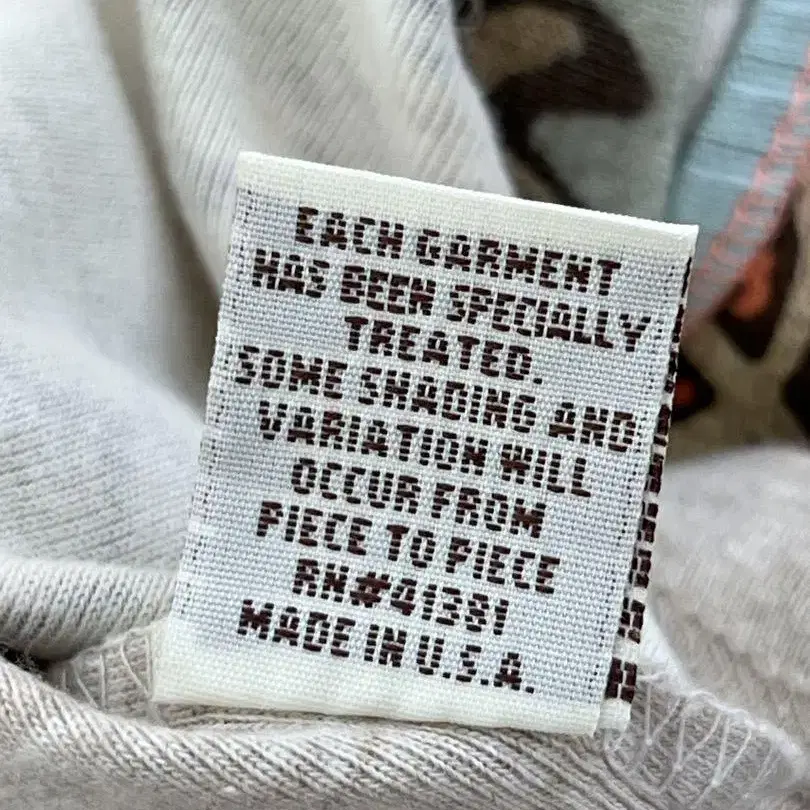 EACH GARMENT
HAS BEEN SPECIALLY
TREATED.
SOME SHADING AND
VARIATION WILL
OCCUR FROM
PIECE TO PIECE
RN#41381
MADE IN U.S.A.